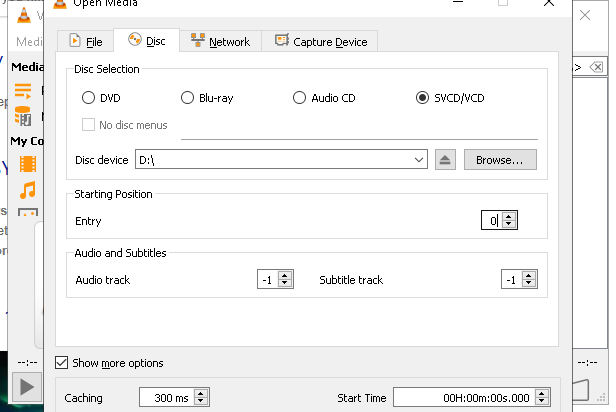 Open Media
File Disc Network Capture Device
Disc Selection
DVD Blu-ray Audio CD SVCD/VCD
No disc menus
Disc device D:\ Browse...
Starting Position
Entry 0
Audio and Subtitles
Audio track -1 Subtitle track -1
Show more options
Caching 300 ms Start Time 00H:00m:00s.000
Media
My Co
--:-- --:--